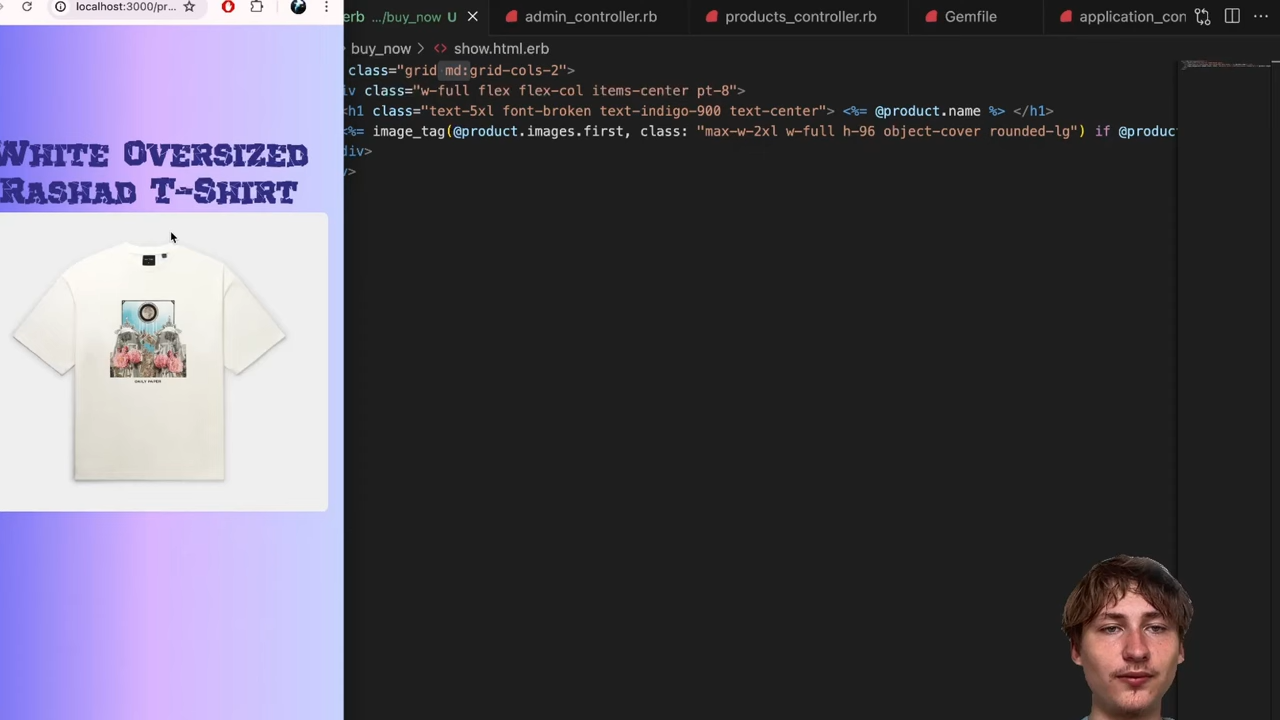 localhost:3000/pr...
erb .../buy_now U
admin_controller.rb
products_controller.rb
Gemfile
application_con
buy_now > show.html.erb
class="grid md:grid-cols-2">
iv class="w-full flex flex-col items-center pt-8">
<h1 class="text-5xl font-broken text-indigo-900 text-center"> <%= @product.name %> </h1>
<%= image_tag(@product.images.first, class: "max-w-2xl w-full h-96 object-cover rounded-lg") if @produc
div>
v>
White Oversized
Rashad T-Shirt
DAILY PAPER